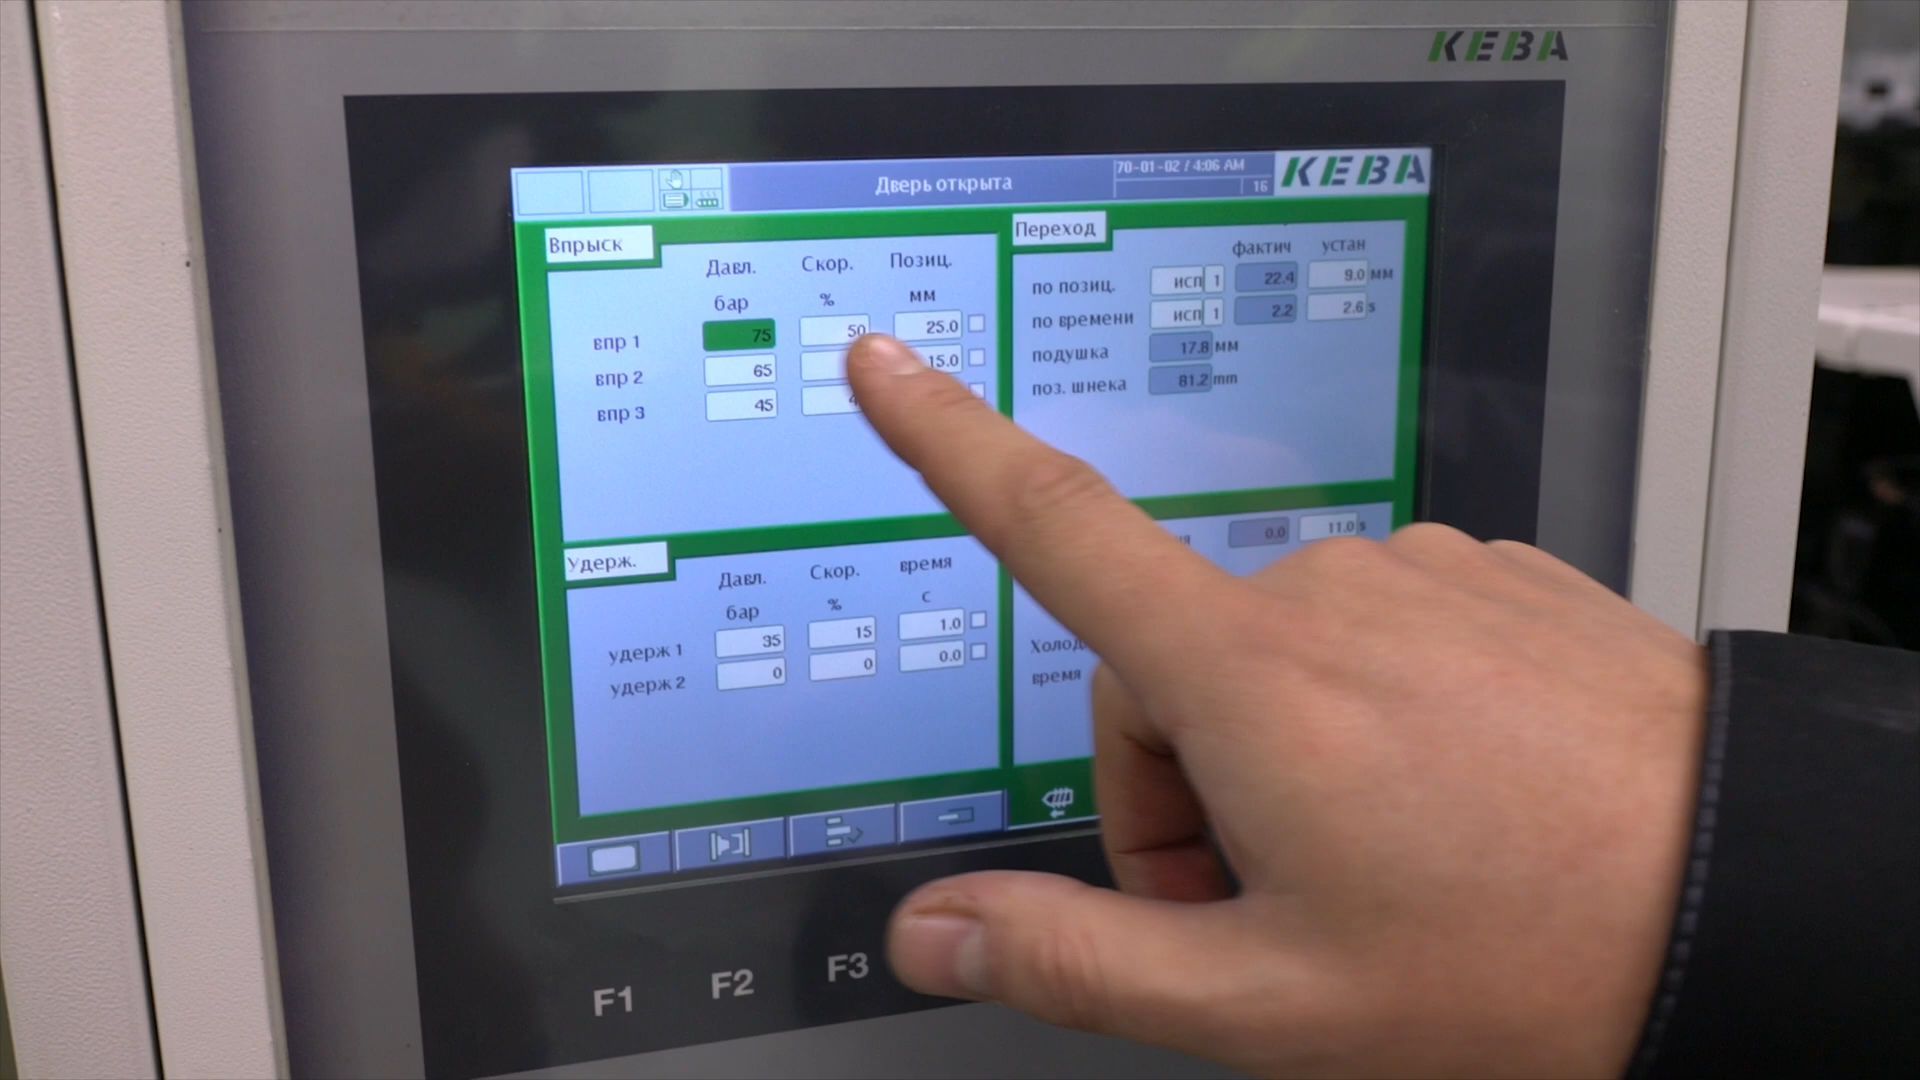 KEBA
Дверь открыта
70-01-02 / 4:06 AM
16
KEBA
Впрыск
Давл. Скор. Позиц.
бар % мм
впр 1 75 50 25.0
впр 2 65 15.0
впр 3 45
Переход
фактич устан
по позиц. исп 1 22.4 9.0 мм
по времени исп 1 2.2 2.6 s
подушка 17.8 мм
поз. шнека 81.2 mm
0.0 11.0 s
время
Удерж.
Давл. Скор. время
бар % с
удерж 1 35 15 1.0
удерж 2 0 0 0.0
F1 F2 F3